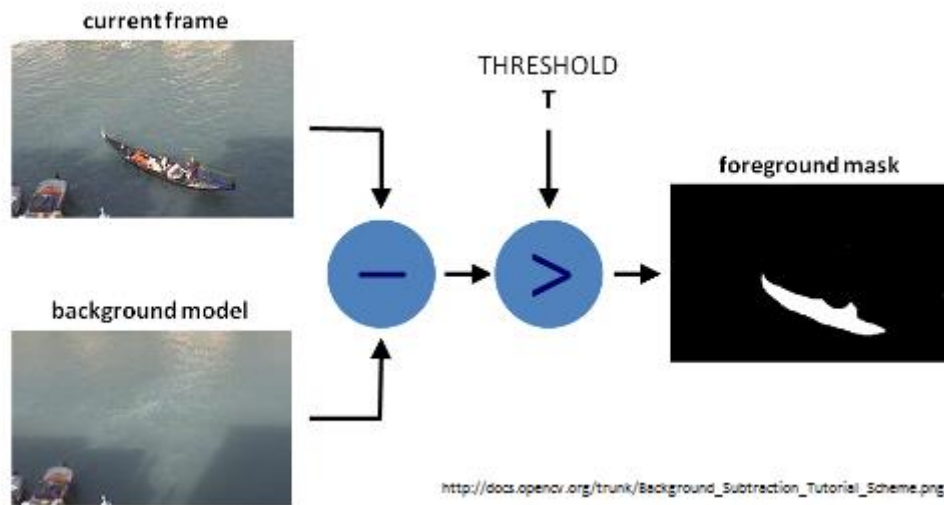 current frame
THRESHOLD
T
foreground mask
background model
http://docs.opencv.org/trunk/Background_Subtraction_Tutorial_Scheme.png